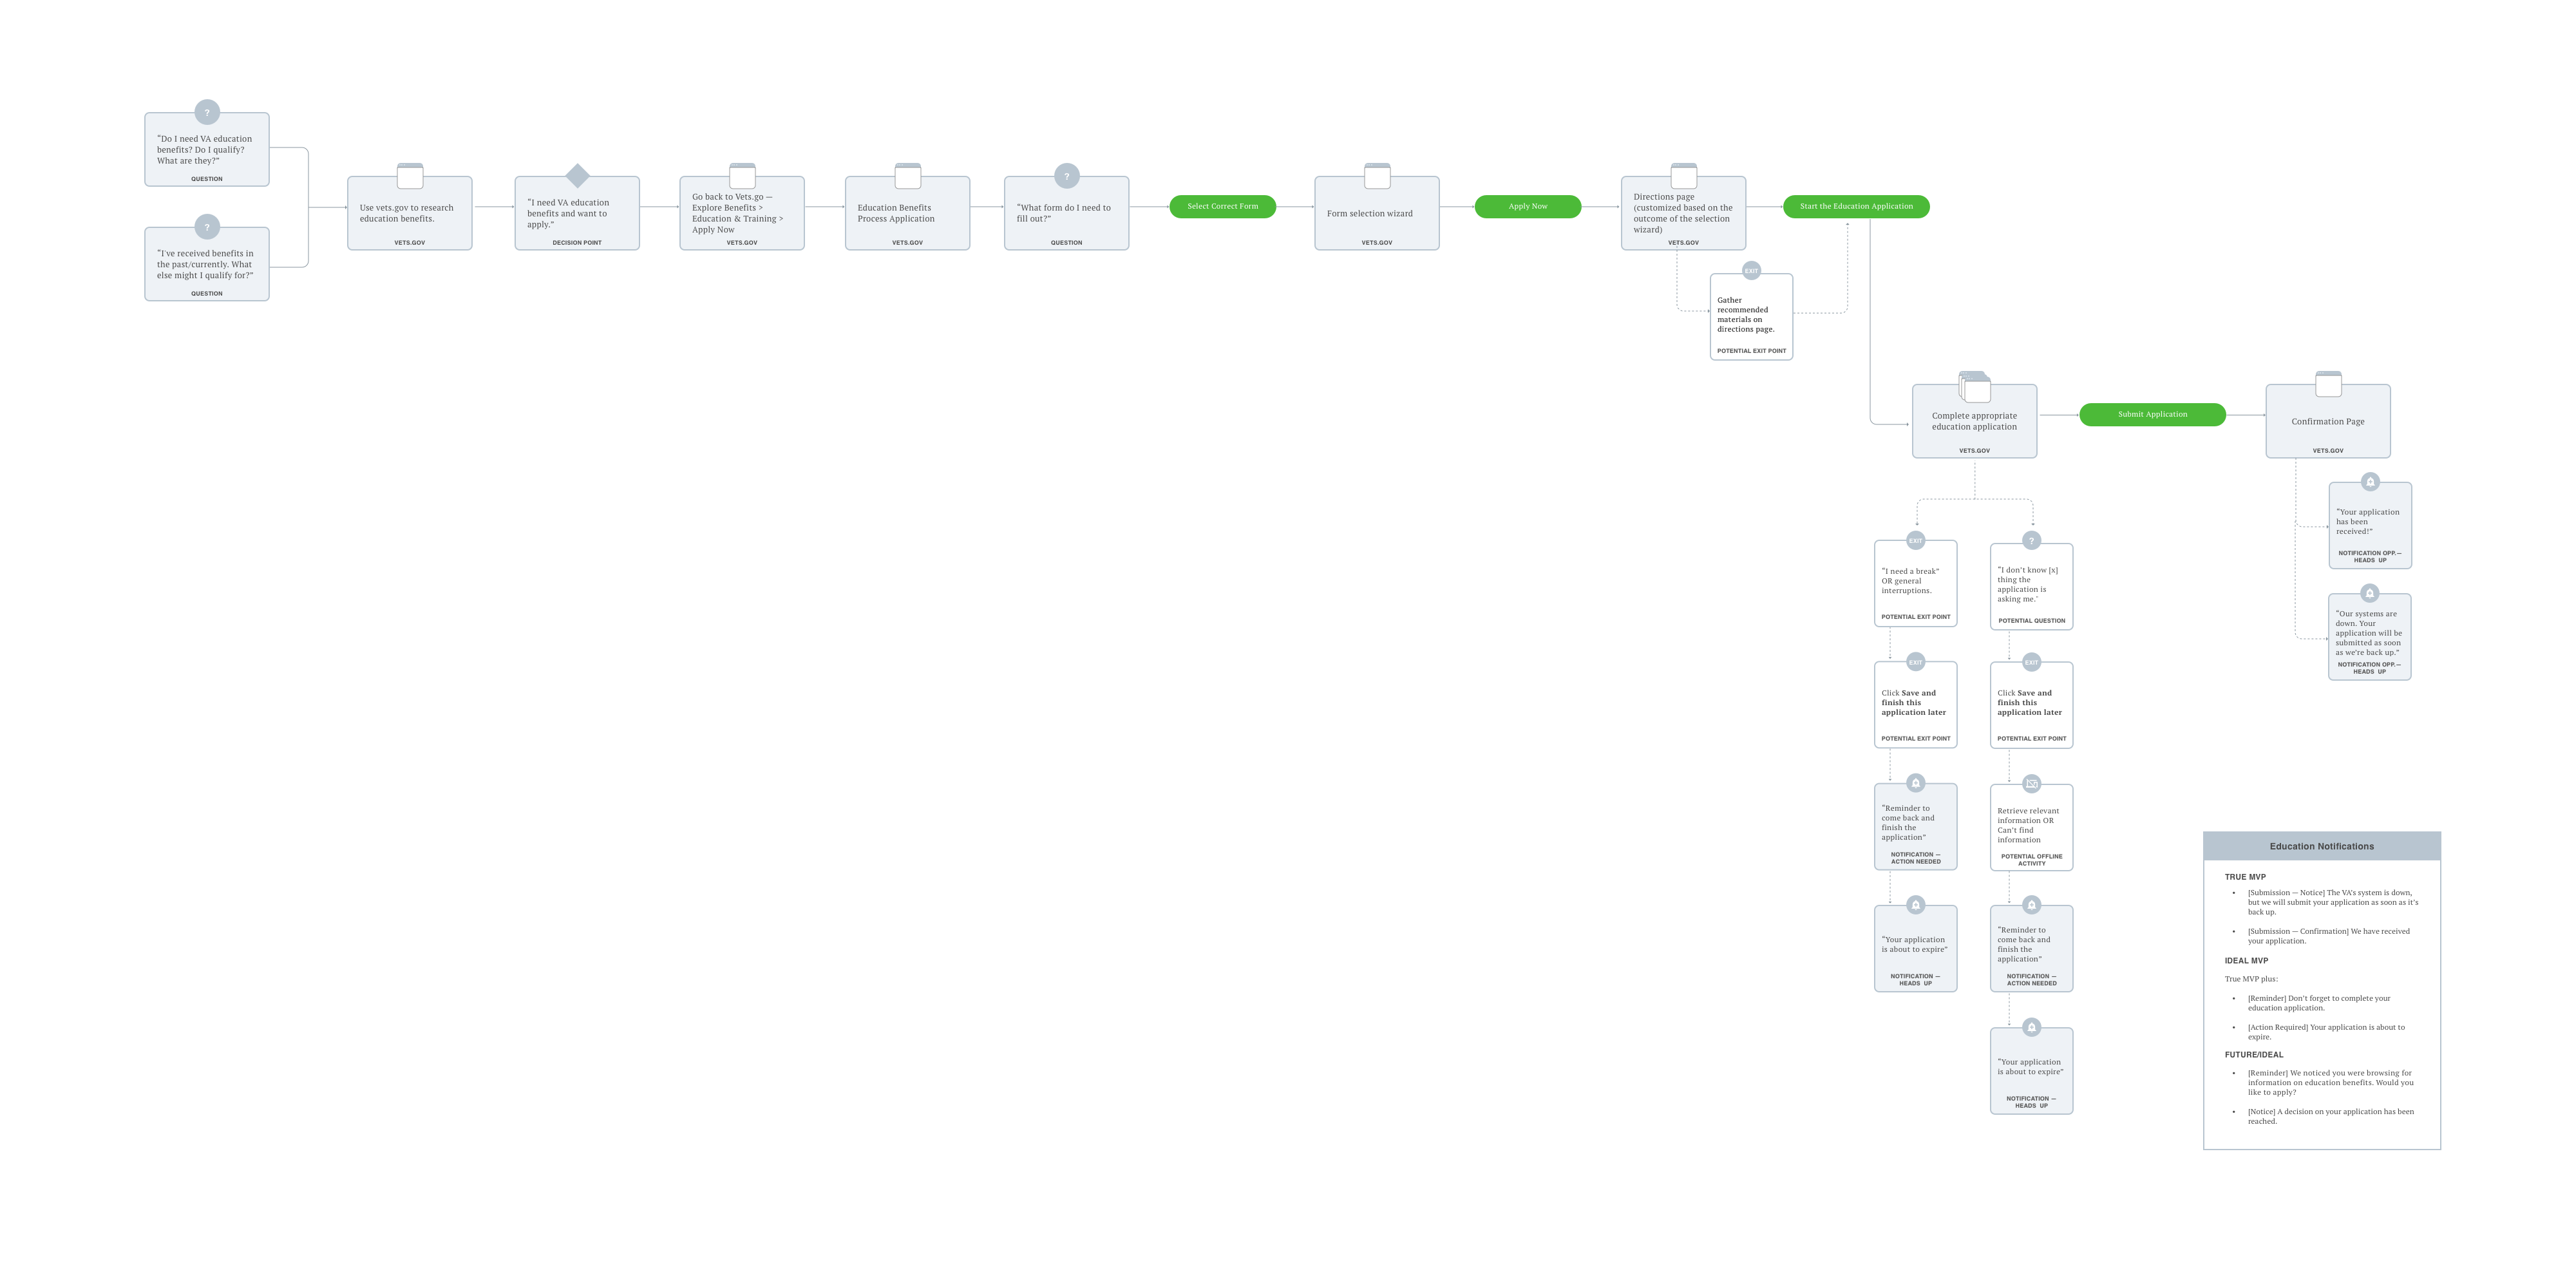 ?
“Do I need VA education
benefits? Do I qualify?
What are they?”
QUESTION
?
“I've received benefits in
the past/currently. What
else might I qualify for?”
QUESTION
Use vets.gov to research
education benefits.
VETS.GOV
“I need VA education
benefits and want to
apply.”
DECISION POINT
Go back to Vets.go —
Explore Benefits >
Education & Training >
Apply Now
VETS.GOV
Education Benefits
Process Application
VETS.GOV
?
“What form do I need to
fill out?”
QUESTION
Select Correct Form
Form selection wizard
VETS.GOV
Apply Now
Directions page
(customized based on the
outcome of the selection
wizard)
VETS.GOV
Start the Education Application
EXIT
Gather
recommended
materials on
directions page.
POTENTIAL EXIT POINT
Complete appropriate
education application
VETS.GOV
Submit Application
Confirmation Page
VETS.GOV
“Your application
has been
received!”
NOTIFICATION OPP.—
HEADS UP
“Our systems are
down. Your
application will be
submitted as soon
as we're back up.”
NOTIFICATION OPP.—
HEADS UP
EXIT
“I need a break”
OR general
interruptions.
POTENTIAL EXIT POINT
EXIT
Click Save and
finish this
application later
POTENTIAL EXIT POINT
“Reminder to
come back and
finish the
application”
NOTIFICATION —
ACTION NEEDED
“Your application
is about to expire”
NOTIFICATION —
HEADS UP
?
“I don't know [x]
thing the
application is
asking me."
POTENTIAL QUESTION
EXIT
Click Save and
finish this
application later
POTENTIAL EXIT POINT
Retrieve relevant
information OR
Can't find
information
POTENTIAL OFFLINE
ACTIVITY
“Reminder to
come back and
finish the
application”
NOTIFICATION —
ACTION NEEDED
“Your application
is about to expire”
NOTIFICATION —
HEADS UP
Education Notifications
TRUE MVP
• [Submission — Notice] The VA's system is down,
but we will submit your application as soon as it's
back up.
• [Submission — Confirmation] We have received
your application.
IDEAL MVP
True MVP plus:
• [Reminder] Don't forget to complete your
education application.
• [Action Required] Your application is about to
expire.
FUTURE/IDEAL
• [Reminder] We noticed you were browsing for
information on education benefits. Would you
like to apply?
• [Notice] A decision on your application has been
reached.